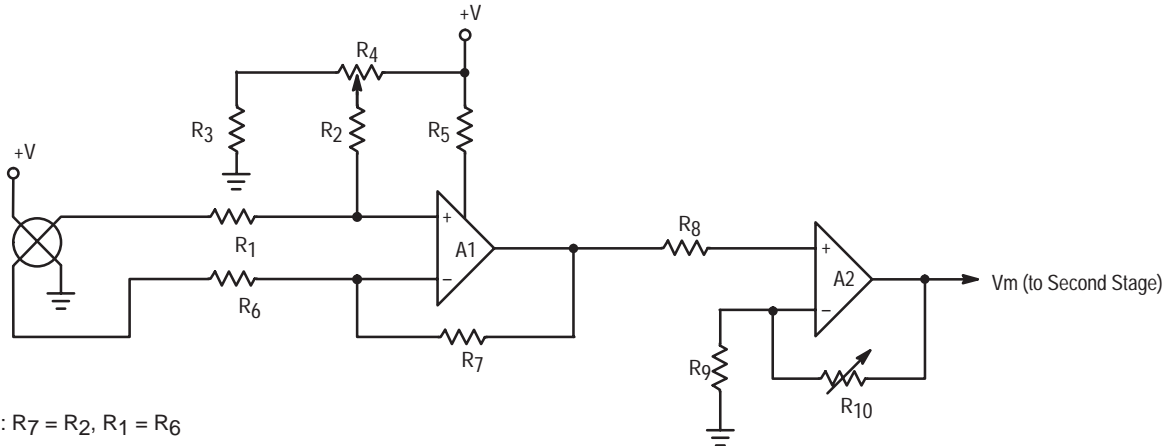 +V
R4
R3
R2
R5
+V
+
R1
A1
R8
+
R6
−
A2
Vm (to Second Stage)
−
R7
R9
R10
: R7 = R2, R1 = R6